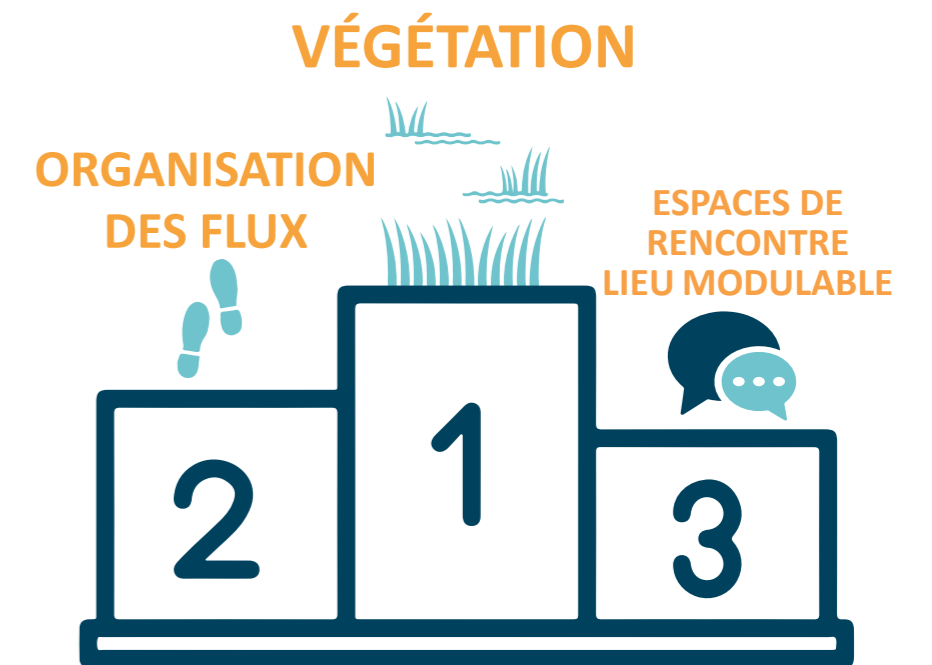 VÉGÉTATION
ORGANISATION
DES FLUX
ESPACES DE
RENCONTRE
LIEU MODULABLE
2
1
3